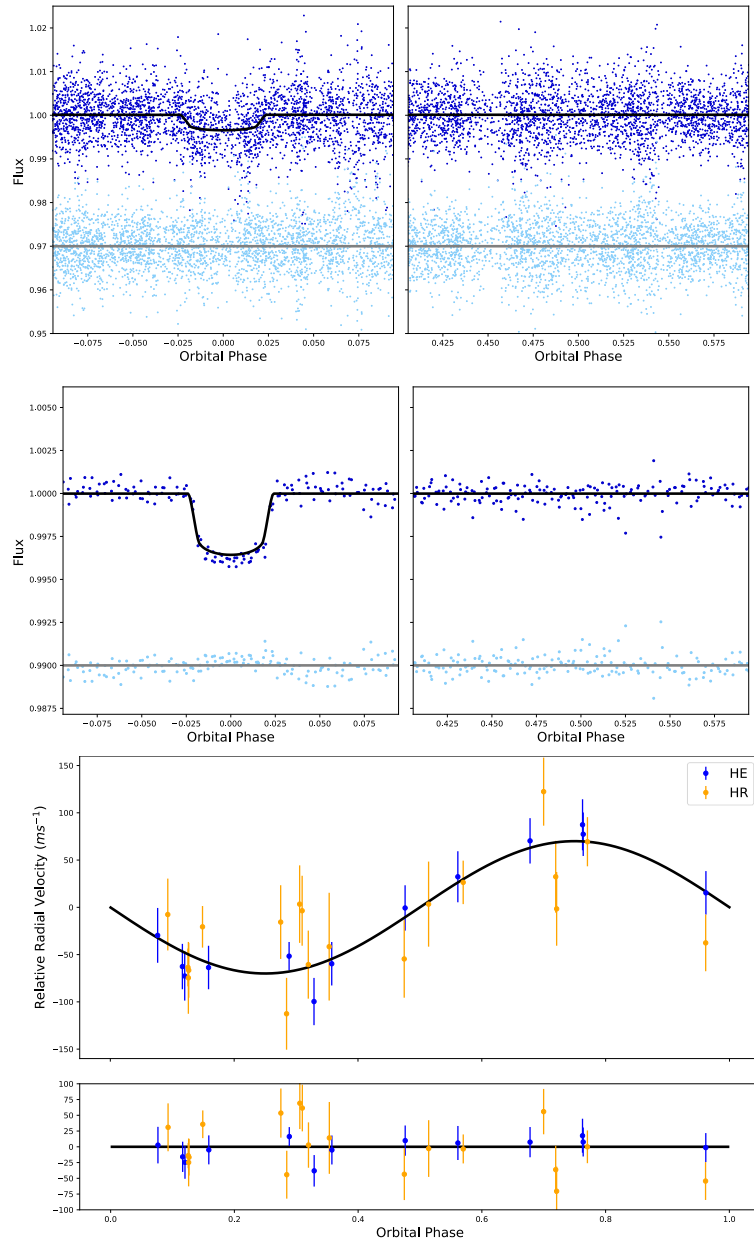 1.02
1.01
1.00
0.99
0.98
0.97
0.96
0.95
Flux
−0.075 −0.050 −0.025 0.000 0.025 0.050 0.075
Orbital Phase
0.425 0.450 0.475 0.500 0.525 0.550 0.575
Orbital Phase
1.0050
1.0025
1.0000
0.9975
0.9950
0.9925
0.9900
0.9875
Flux
−0.075 −0.050 −0.025 0.000 0.025 0.050 0.075
Orbital Phase
0.425 0.450 0.475 0.500 0.525 0.550 0.575
Orbital Phase
150
100
50
0
−50
−100
−150
Relative Radial Velocity (ms⁻¹)
HE
HR
100
75
50
25
0
−25
−50
−75
−100
0.0 0.2 0.4 0.6 0.8 1.0
Orbital Phase